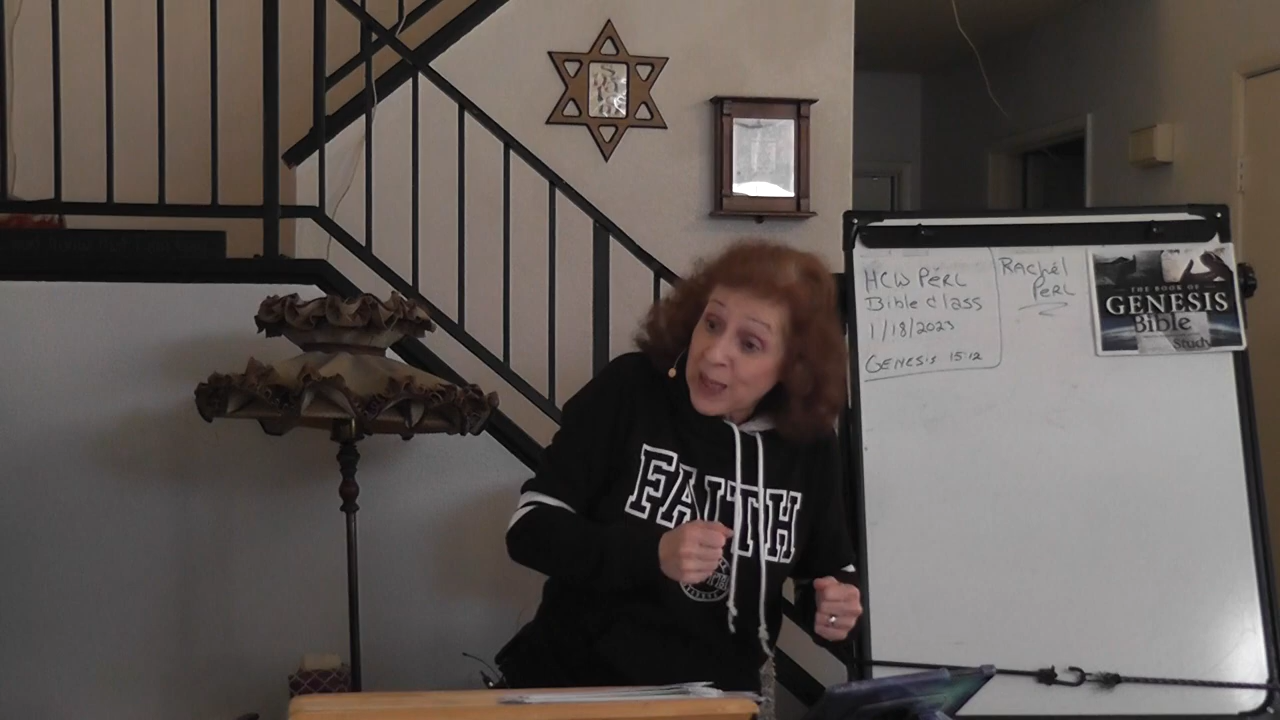 HCW PERL
Bible Class
1/18/2023
GENESIS 15:12
RAChel
PeRL
THE BOOK OF
GENESIS
Bible
Study
FAITH